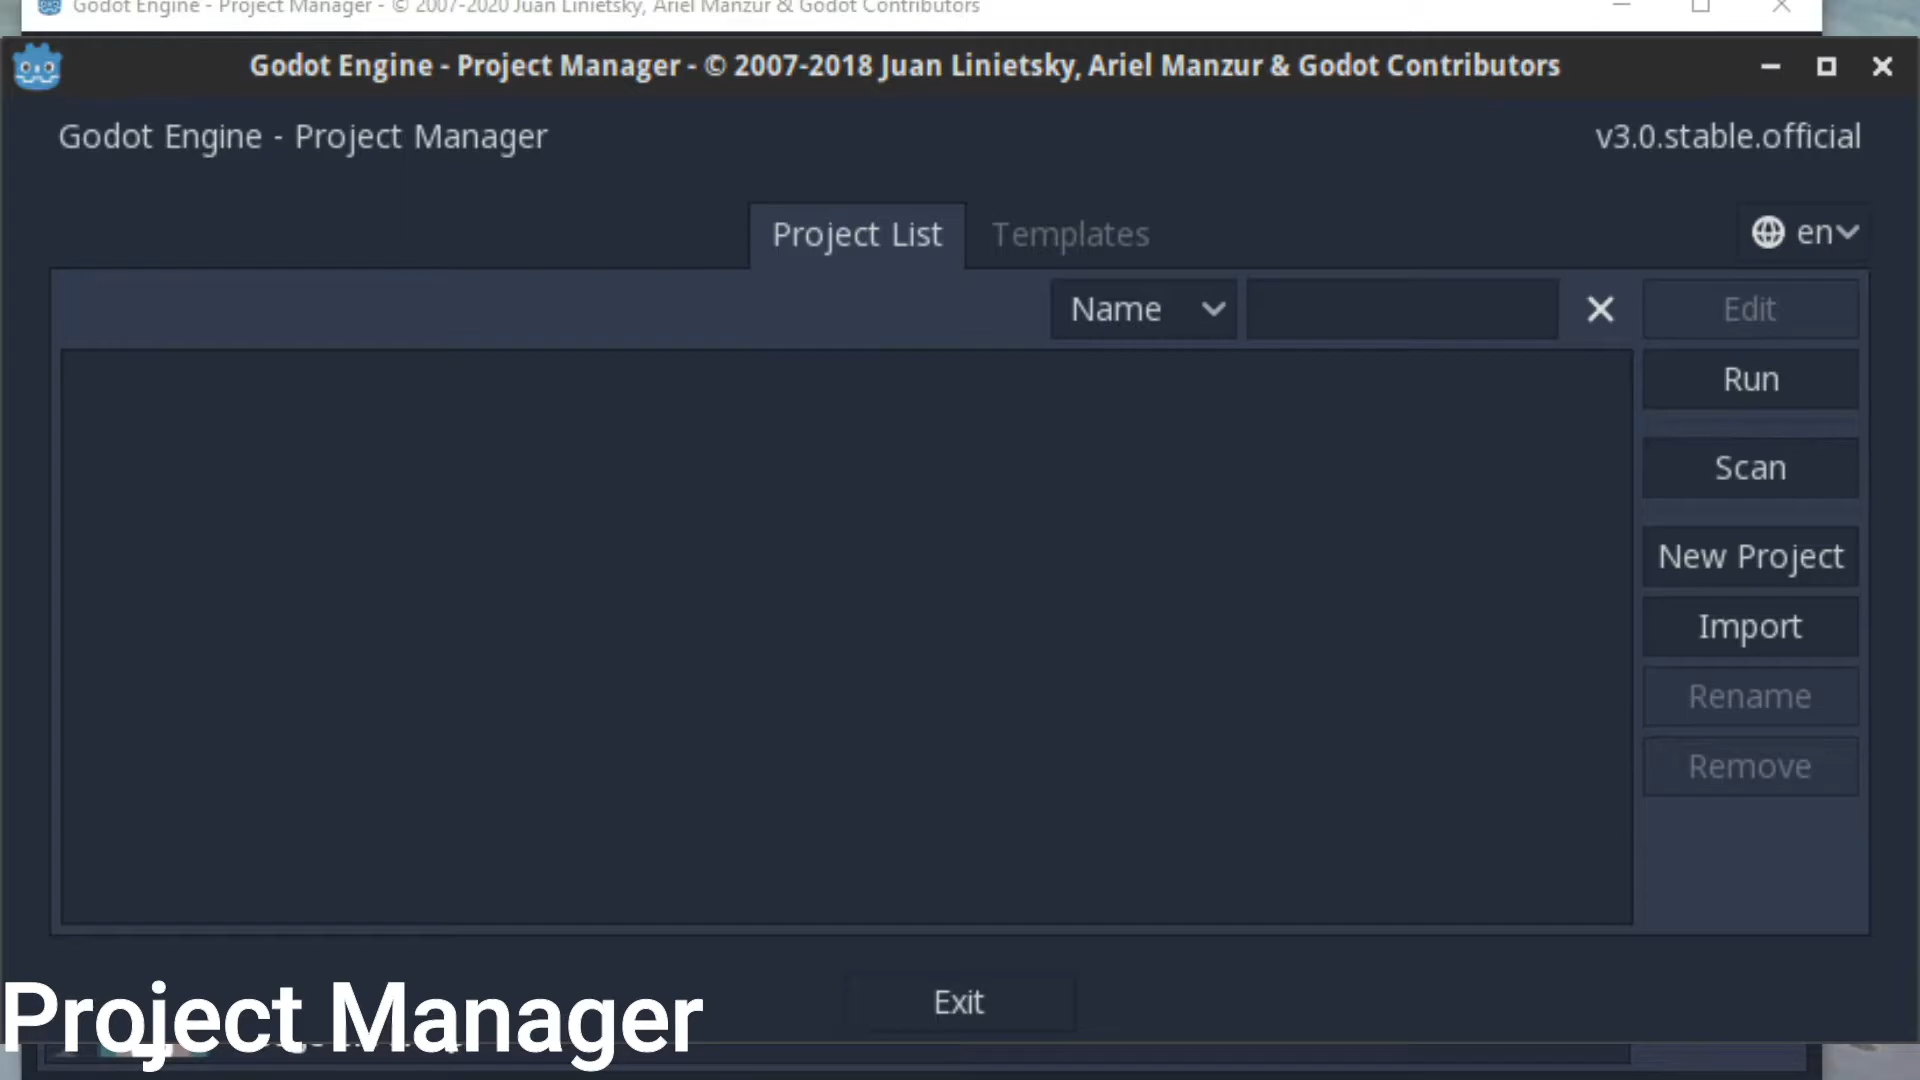 Godot Engine - Project Manager - © 2007-2020 Juan Linietsky, Ariel Manzur & Godot Contributors
Godot Engine - Project Manager - © 2007-2018 Juan Linietsky, Ariel Manzur & Godot Contributors
Godot Engine - Project Manager
v3.0.stable.official
Project List
Templates
en
Name
Edit
Run
Scan
New Project
Import
Rename
Remove
Exit
Project Manager